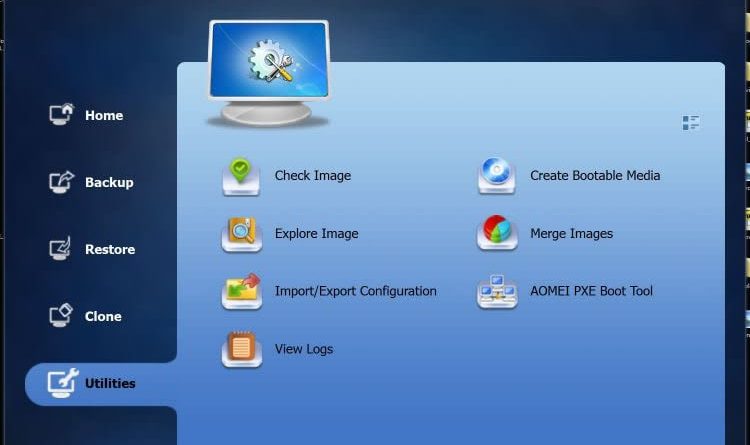 Home
Backup
Restore
Clone
Utilities
Check Image
Create Bootable Media
Explore Image
Merge Images
Import/Export Configuration
AOMEI PXE Boot Tool
View Logs